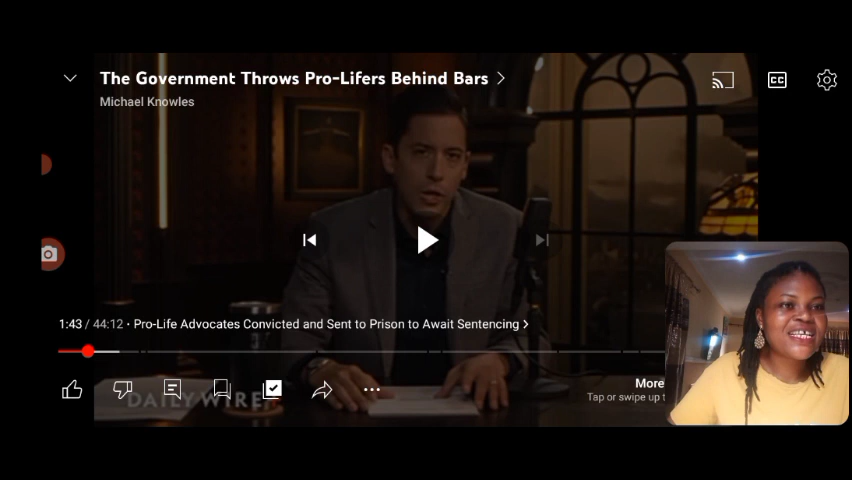 The Government Throws Pro-Lifers Behind Bars
Michael Knowles
CC
1:43 / 44:12 · Pro-Life Advocates Convicted and Sent to Prison to Await Sentencing
DAILY WIRE
More
Tap or swipe up t